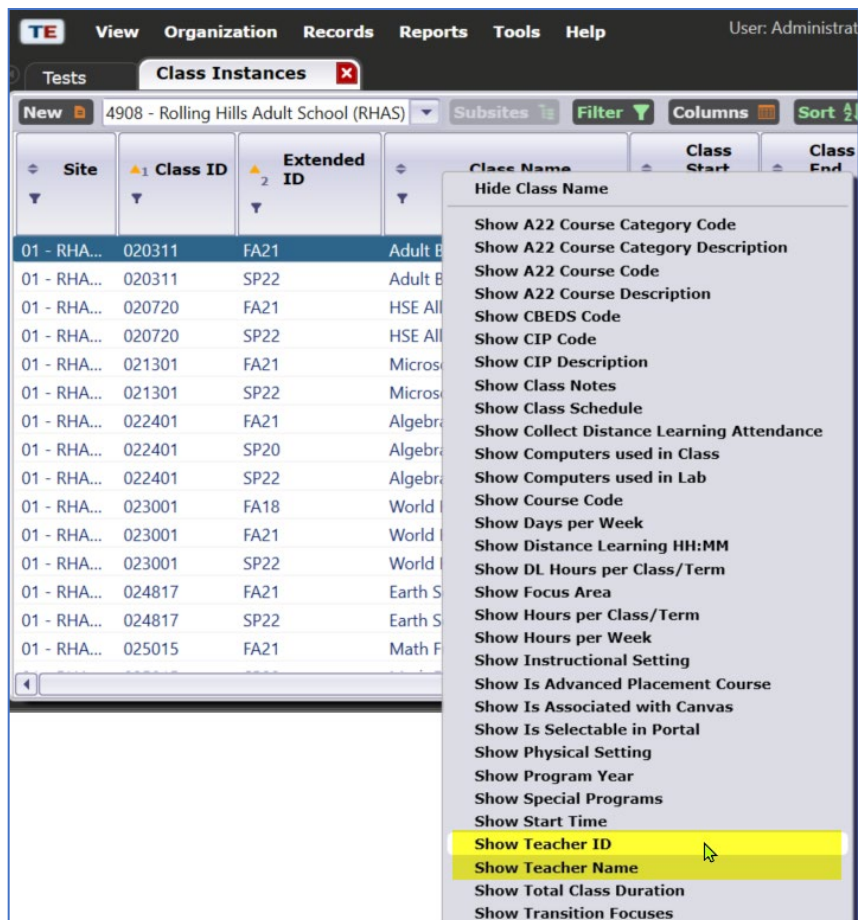 TE View Organization Records Reports Tools Help User: Administrat
Tests Class Instances
New 4908 - Rolling Hills Adult School (RHAS) Subsites Filter Columns Sort
Site 1 Class ID 2 Extended ID Class Name Class Start Class End
Hide Class Name
Show A22 Course Category Code
Show A22 Course Category Description
Show A22 Course Code
Show A22 Course Description
Show CBEDS Code
Show CIP Code
Show CIP Description
Show Class Notes
Show Class Schedule
Show Collect Distance Learning Attendance
Show Computers used in Class
Show Computers used in Lab
Show Course Code
Show Days per Week
Show Distance Learning HH:MM
Show DL Hours per Class/Term
Show Focus Area
Show Hours per Class/Term
Show Hours per Week
Show Instructional Setting
Show Is Advanced Placement Course
Show Is Associated with Canvas
Show Is Selectable in Portal
Show Physical Setting
Show Program Year
Show Special Programs
Show Start Time
Show Teacher ID
Show Teacher Name
Show Total Class Duration
Show Transition Focuses
01 - RHA... 020311 FA21 Adult B
01 - RHA... 020311 SP22 Adult B
01 - RHA... 020720 FA21 HSE All
01 - RHA... 020720 SP22 HSE All
01 - RHA... 021301 FA21 Micros
01 - RHA... 021301 SP22 Micros
01 - RHA... 022401 FA21 Algebr
01 - RHA... 022401 SP20 Algebr
01 - RHA... 022401 SP22 Algebr
01 - RHA... 023001 FA18 World
01 - RHA... 023001 FA21 World
01 - RHA... 023001 SP22 World
01 - RHA... 024817 FA21 Earth S
01 - RHA... 024817 SP22 Earth S
01 - RHA... 025015 FA21 Math F